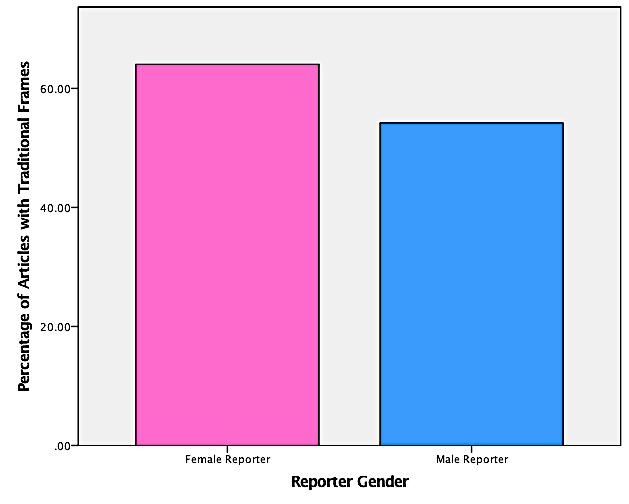 Percentage of Articles with Traditional Frames
60.00
40.00
20.00
.00
Female Reporter
Male Reporter
Reporter Gender